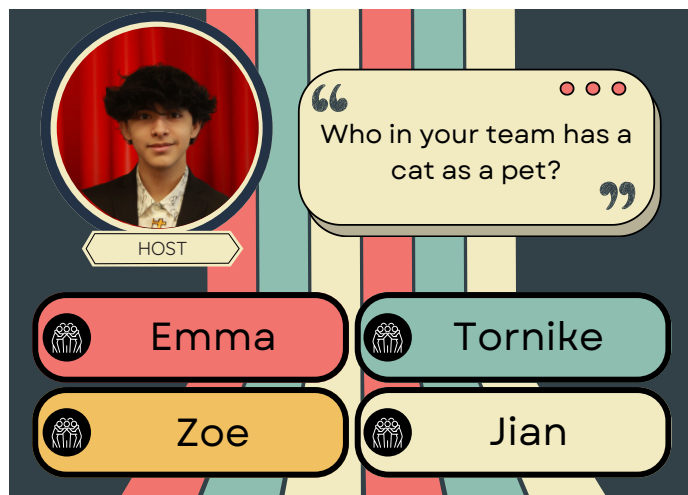 Who in your team has a
cat as a pet?
HOST
Emma
Tornike
Zoe
Jian